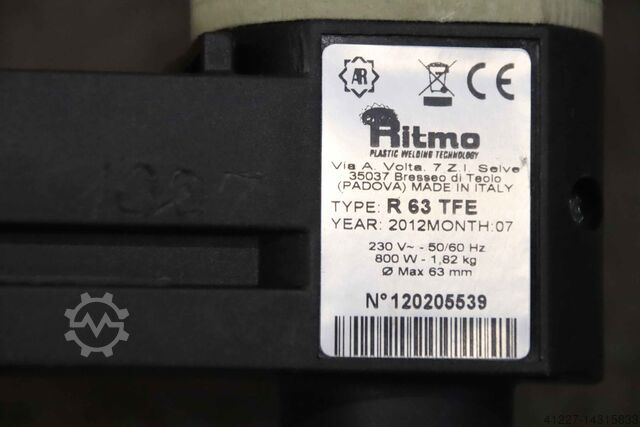 CE
Ritmo
PLASTIC WELDING TECHNOLOGY
Via A. Volta, 7 Z.I. Selve
35037 Bresseo di Teolo
(PADOVA) MADE IN ITALY
TYPE: R 63 TFE
YEAR: 2012MONTH:07
230 V~ - 50/60 Hz
800 W - 1,82 kg
Ø Max 63 mm
N° 120205539
41227-14315839